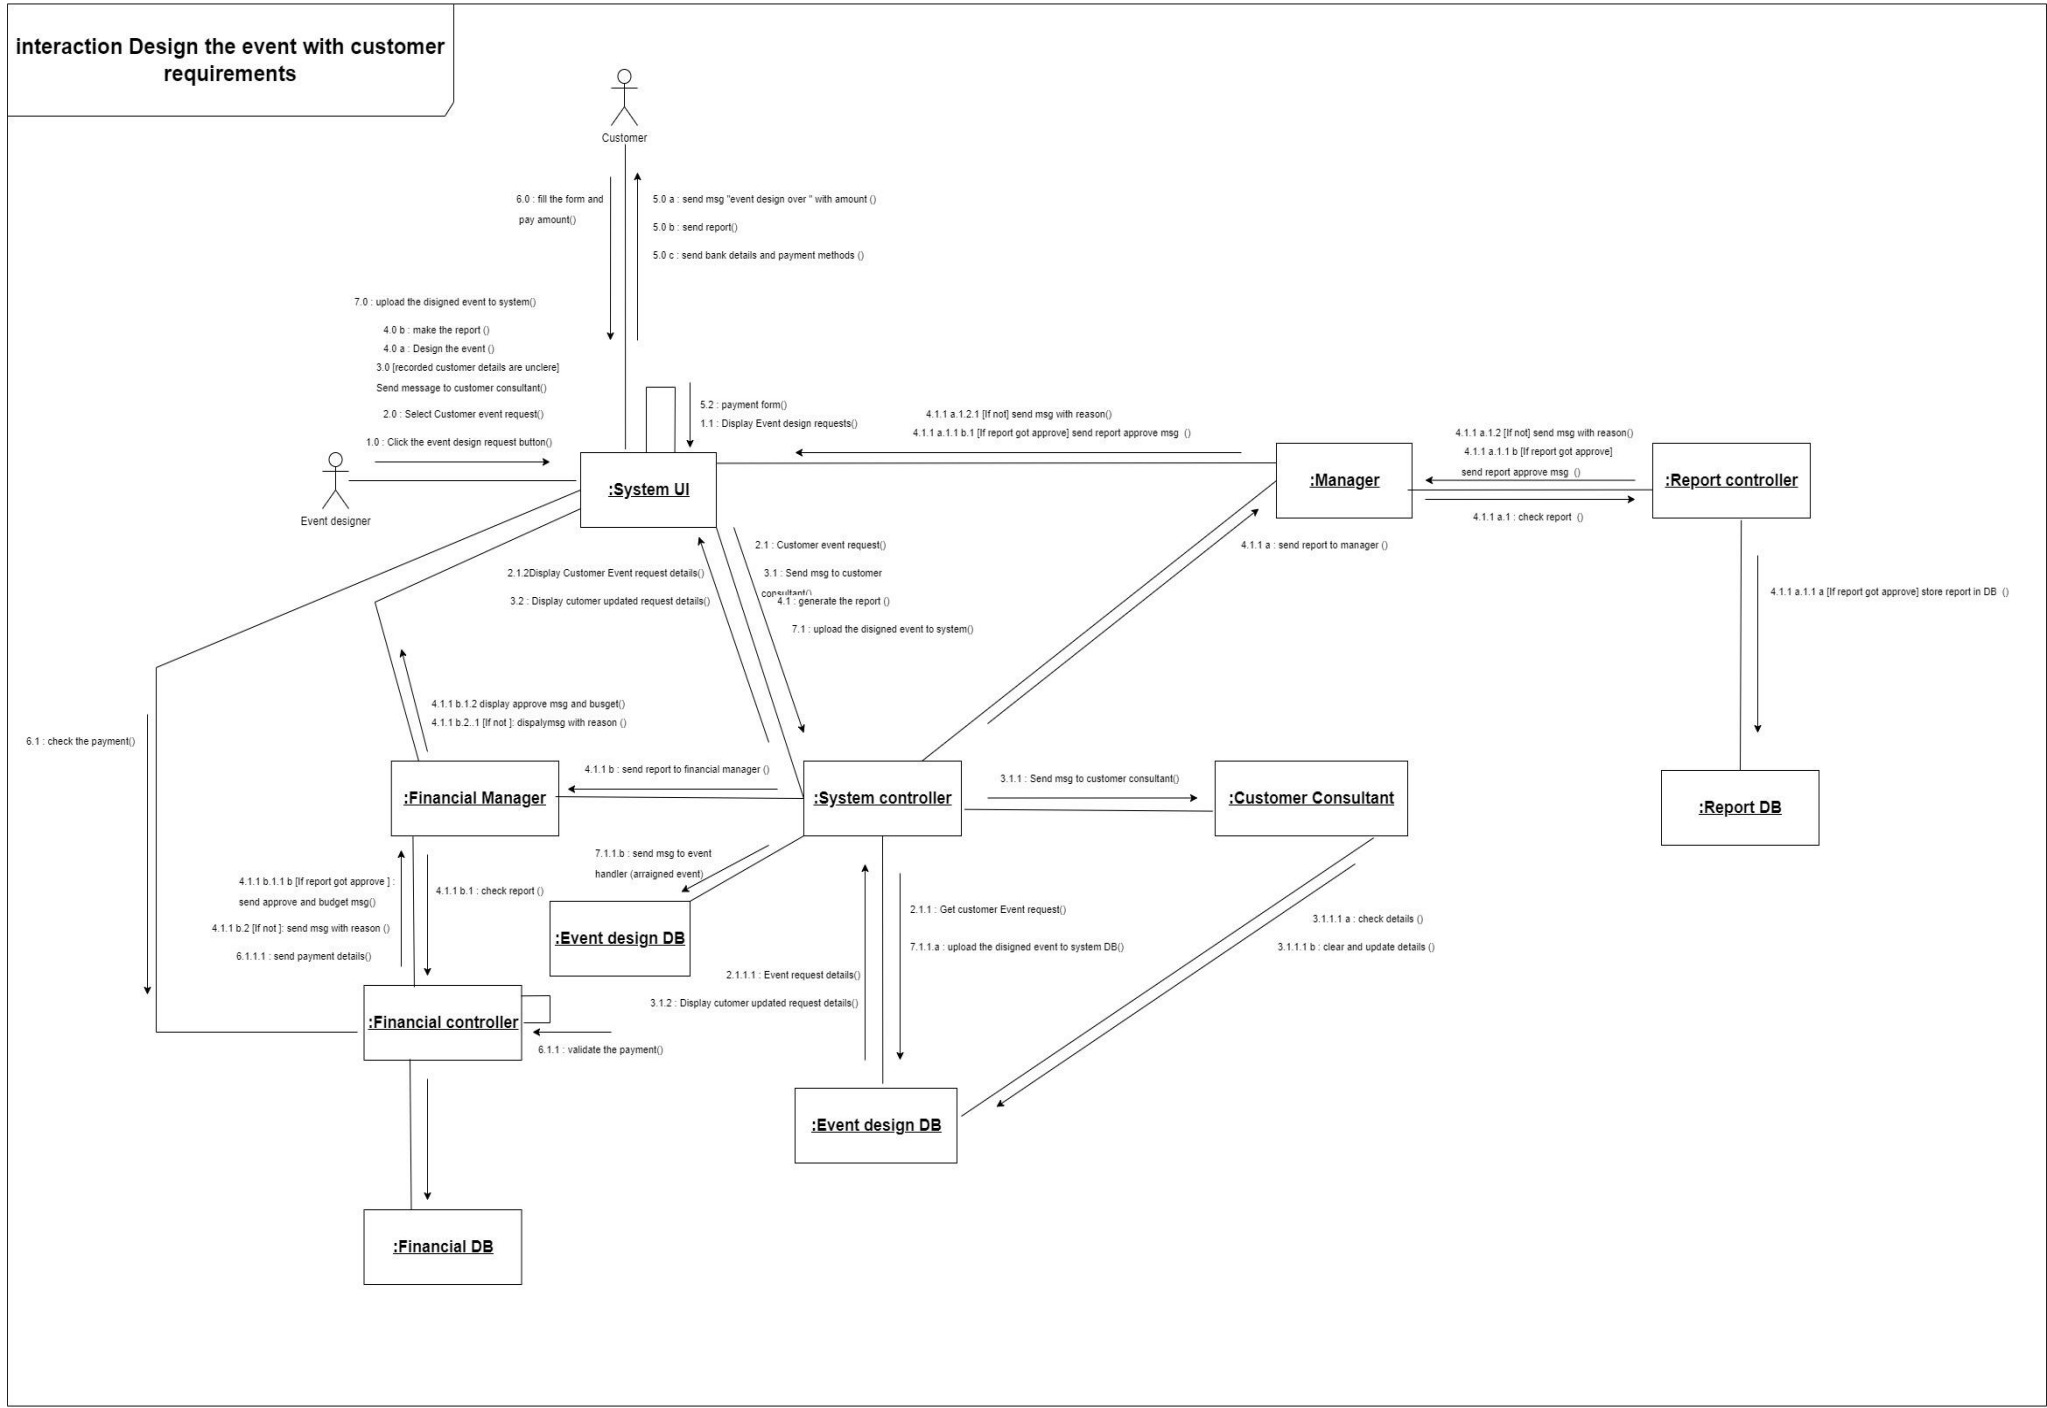 interaction Design the event with customer
requirements
Customer
6.0 : fill the form and
pay amount()
5.0 a : send msg "event design over " with amount ()
5.0 b : send report()
5.0 c : send bank details and payment methods ()
7.0 : upload the disigned event to system()
4.0 b : make the report ()
4.0 a : Design the event ()
3.0 [recorded customer details are unclere]
Send message to customer consultant()
2.0 : Select Customer event request()
1.0 : Click the event design request button()
Event designer
5.2 : payment form()
1.1 : Display Event design requests()
:System UI
4.1.1 a.1.2.1 [If not] send msg with reason()
4.1.1 a.1.1 b.1 [If report got approve] send report approve msg ()
:Manager
4.1.1 a.1.2 [If not] send msg with reason()
4.1.1 a.1.1 b [If report got approve]
send report approve msg ()
4.1.1 a.1 : check report ()
:Report controller
2.1 : Customer event request()
3.1 : Send msg to customer
consultant()
4.1 : generate the report ()
7.1 : upload the disigned event to system()
2.1.2Display Customer Event request details()
3.2 : Display cutomer updated request details()
4.1.1 a : send report to manager ()
4.1.1 a.1.1 a [If report got approve] store report in DB ()
4.1.1 b.1.2 display approve msg and busget()
4.1.1 b.2..1 [If not ]: dispalymsg with reason ()
6.1 : check the payment()
:Financial Manager
4.1.1 b : send report to financial manager ()
:System controller
3.1.1 : Send msg to customer consultant()
:Customer Consultant
:Report DB
7.1.1.b : send msg to event
handler (arraigned event)
4.1.1 b.1.1 b [If report got approve ] :
send approve and budget msg()
4.1.1 b.2 [If not ]: send msg with reason ()
6.1.1.1 : send payment details()
4.1.1 b.1 : check report ()
:Event design DB
2.1.1 : Get customer Event request()
7.1.1.a : upload the disigned event to system DB()
2.1.1.1 : Event request details()
3.1.2 : Display cutomer updated request details()
3.1.1.1 a : check details ()
3.1.1.1 b : clear and update details ()
:Financial controller
6.1.1 : validate the payment()
:Event design DB
:Financial DB